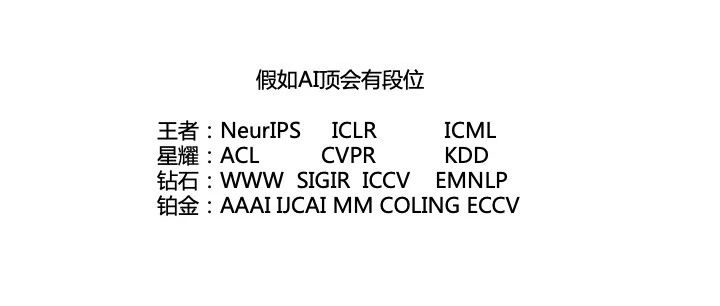 假如AI顶会有段位
王者：NeurIPS ICLR ICML
星耀：ACL CVPR KDD
钻石：WWW SIGIR ICCV EMNLP
铂金：AAAI IJCAI MM COLING ECCV